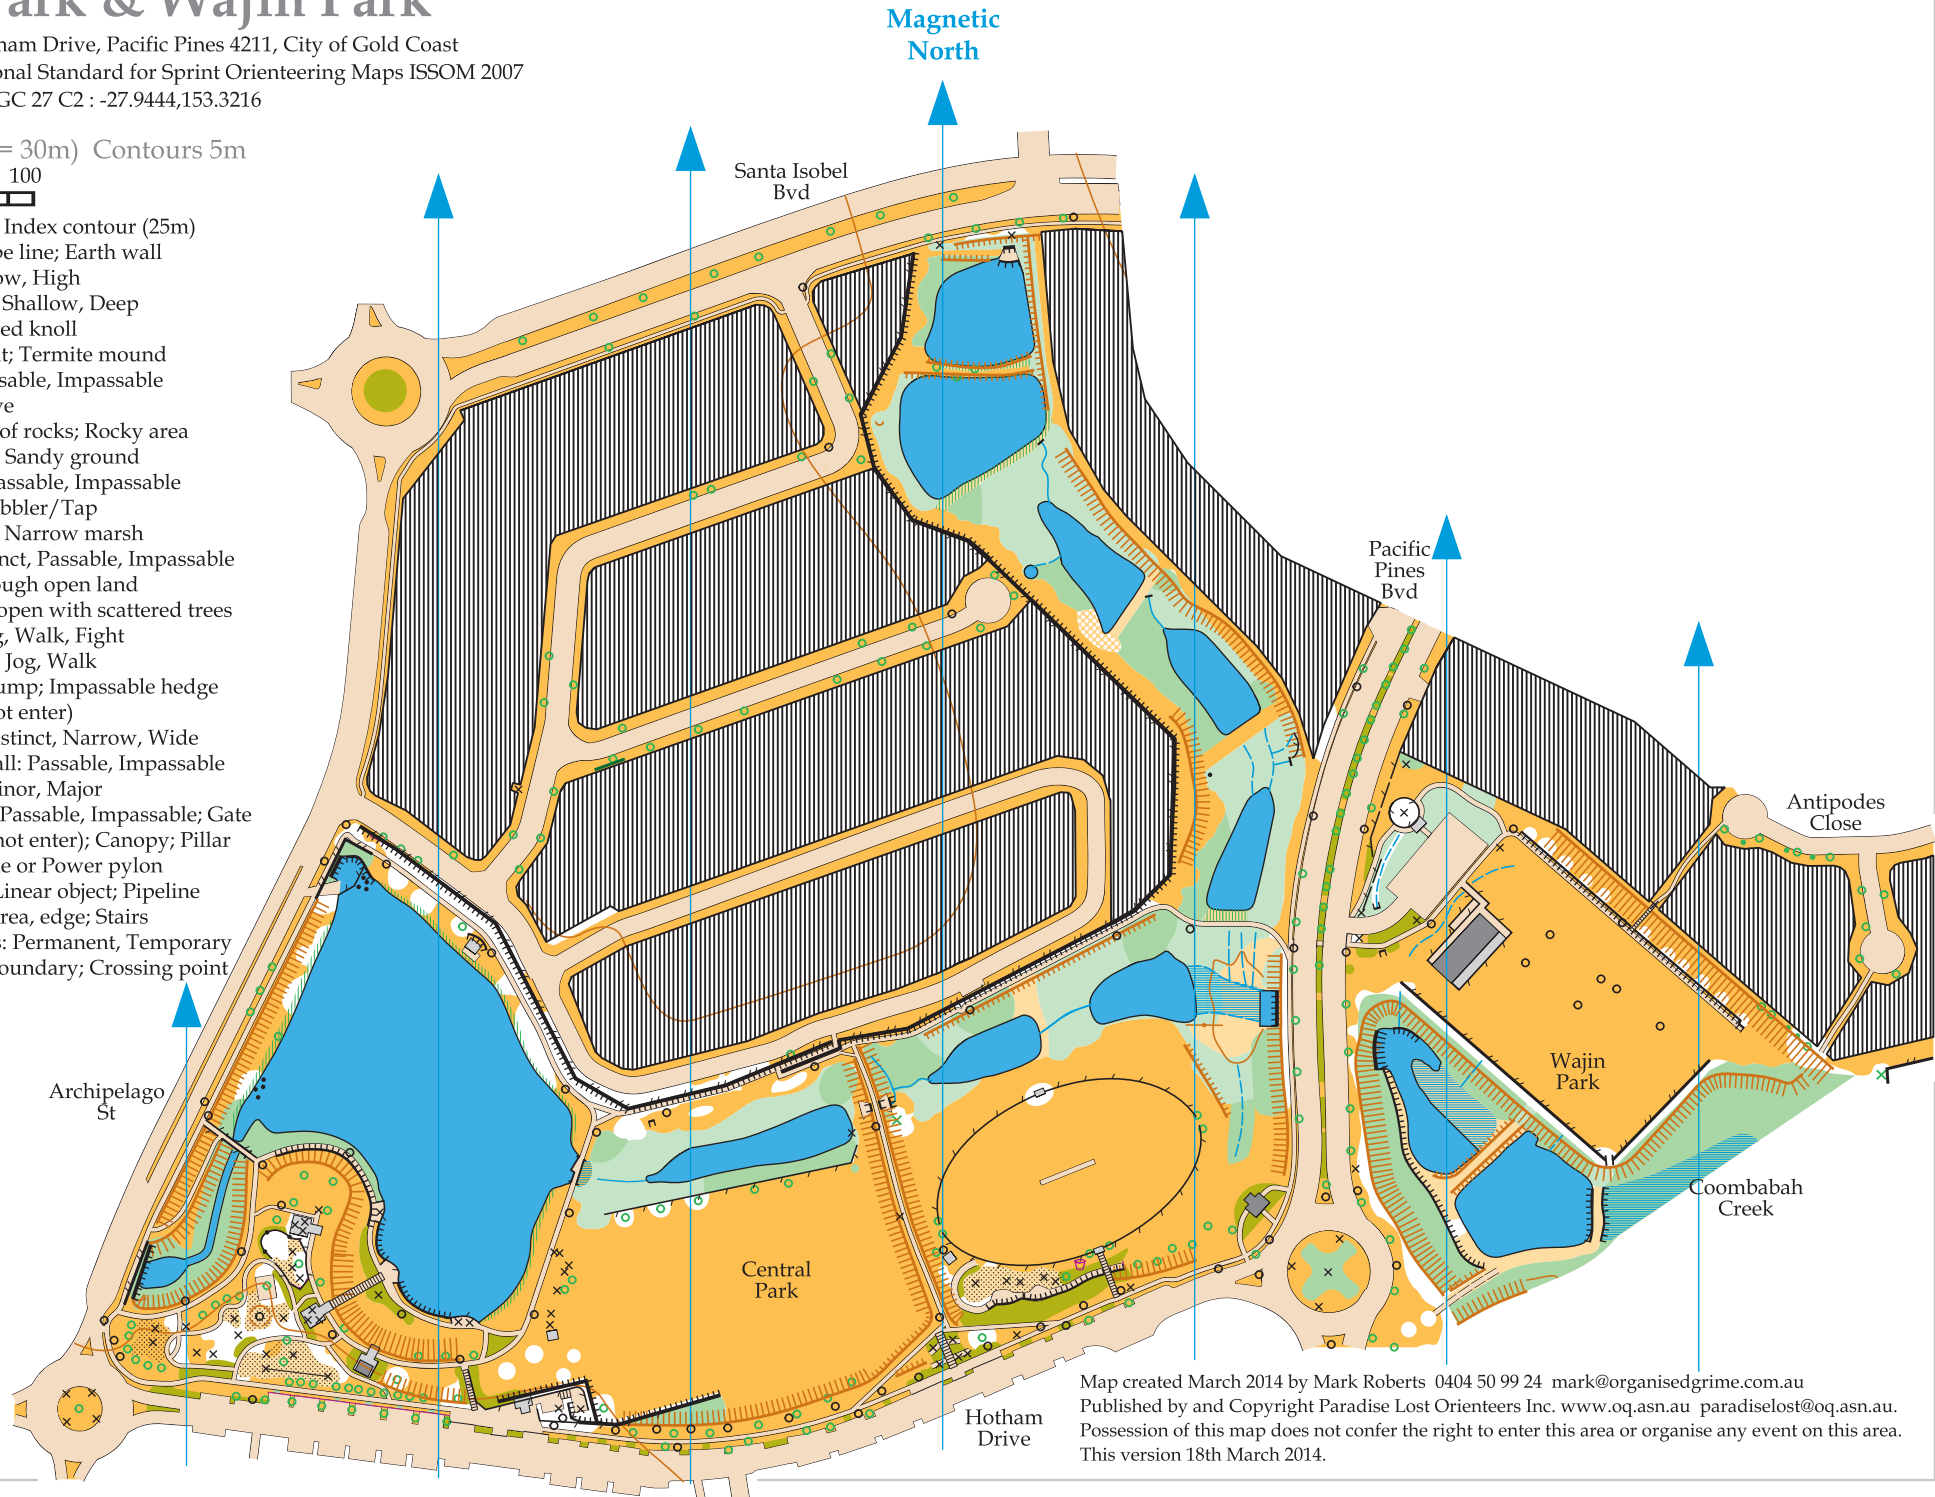 ark & Wajin Park
ham Drive, Pacific Pines 4211, City of Gold Coast
onal Standard for Sprint Orienteering Maps ISSOM 2007
GC 27 C2 : -27.9444,153.3216
= 30m) Contours 5m
100
Index contour (25m)
e line; Earth wall
ow, High
Shallow, Deep
ed knoll
t; Termite mound
sable, Impassable
ve
of rocks; Rocky area
Sandy ground
assable, Impassable
bbler/Tap
Narrow marsh
nct, Passable, Impassable
ugh open land
open with scattered trees
g, Walk, Fight
Jog, Walk
ump; Impassable hedge
ot enter)
stinct, Narrow, Wide
all: Passable, Impassable
inor, Major
Passable, Impassable; Gate
not enter); Canopy; Pillar
e or Power pylon
Linear object; Pipeline
rea, edge; Stairs
s: Permanent, Temporary
oundary; Crossing point
Magnetic
North
Santa Isobel
Bvd
Pacific
Pines
Bvd
Antipodes
Close
Archipelago
St
Wajin
Park
Coombabah
Creek
Central
Park
Hotham
Drive
Map created March 2014 by Mark Roberts 0404 50 99 24 mark@organisedgrime.com.au
Published by and Copyright Paradise Lost Orienteers Inc. www.oq.asn.au paradiselost@oq.asn.au.
Possession of this map does not confer the right to enter this area or organise any event on this area.
This version 18th March 2014.